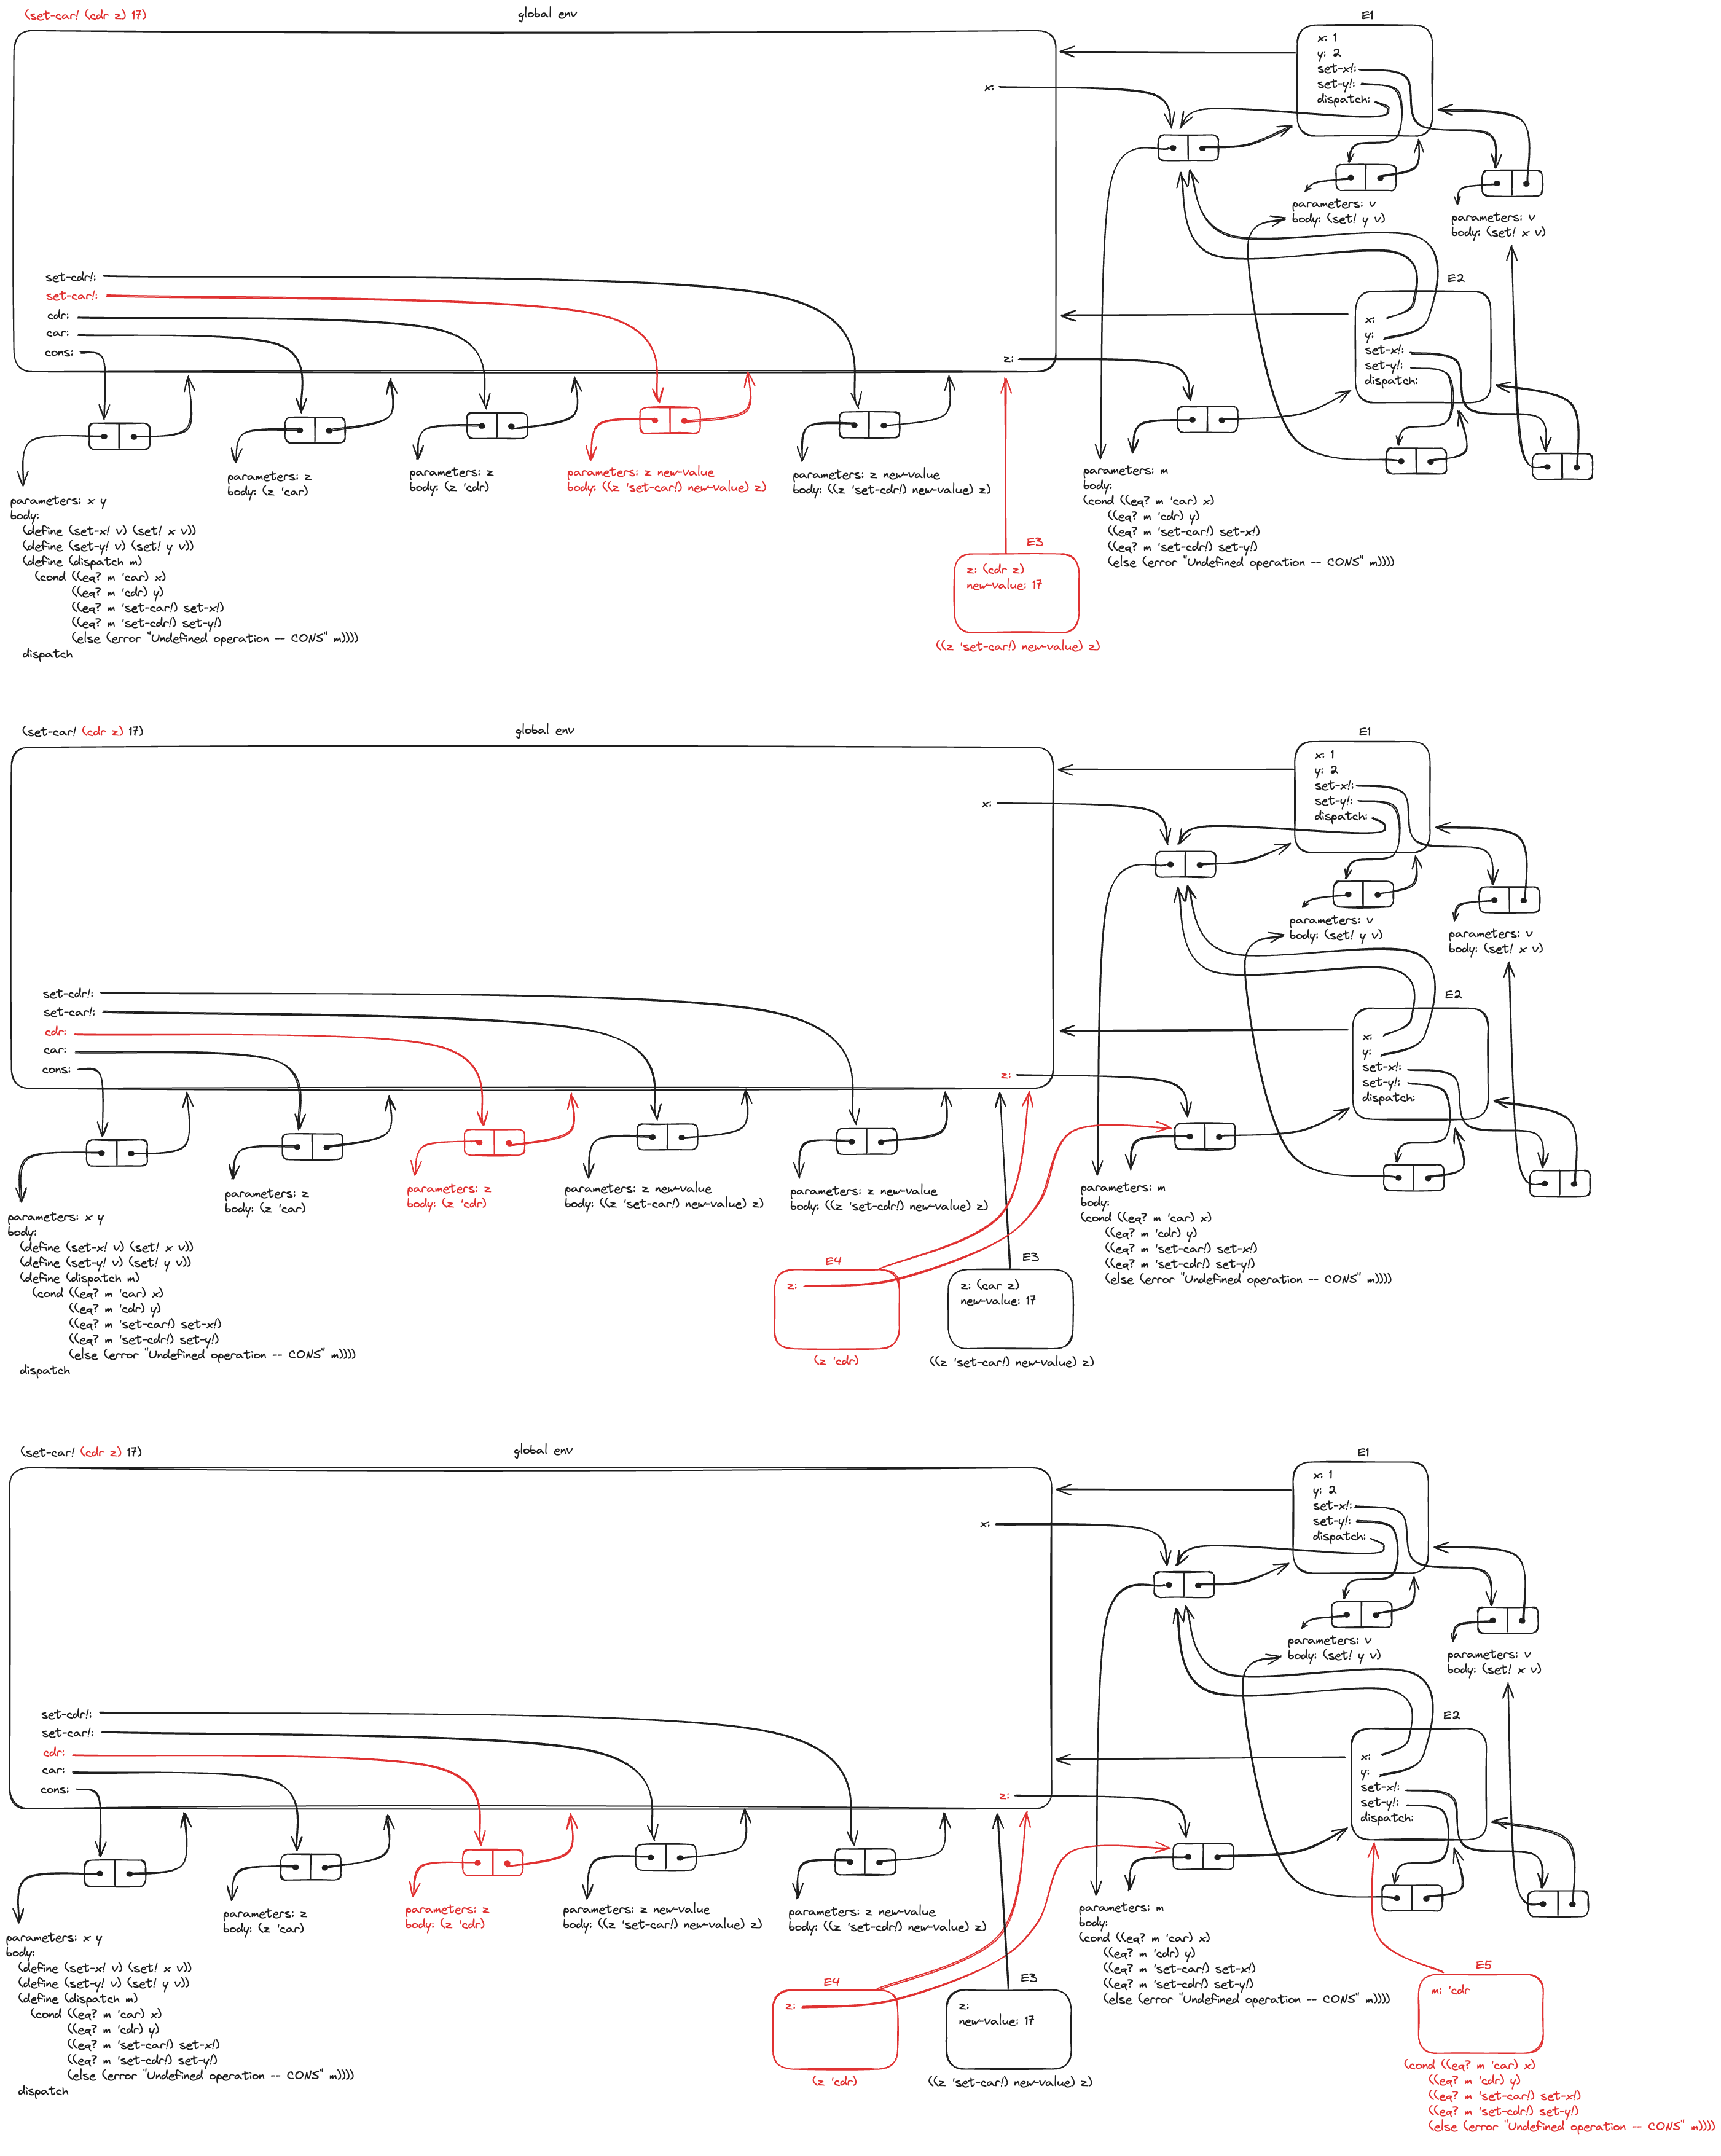 (set-car! (cdr z) 17)
global env
E1
x: 1
y: 2
set-x!:
set-y!:
dispatch:
x:
parameters: v
body: (set! y v)
parameters: v
body: (set! x v)
E2
x:
y:
set-x!:
set-y!:
dispatch:
set-cdr!:
set-car!:
cdr:
car:
cons:
z:
parameters: x y
body:
(define (set-x! v) (set! x v))
(define (set-y! v) (set! y v))
(define (dispatch m)
(cond ((eq? m 'car) x)
((eq? m 'cdr) y)
((eq? m 'set-car!) set-x!)
((eq? m 'set-cdr!) set-y!)
(else (error "Undefined operation -- CONS" m))))
dispatch
parameters: z
body: (z 'car)
parameters: z
body: (z 'cdr)
parameters: z new-value
body: ((z 'set-car!) new-value) z)
parameters: z new-value
body: ((z 'set-cdr!) new-value) z)
parameters: m
body:
(cond ((eq? m 'car) x)
((eq? m 'cdr) y)
((eq? m 'set-car!) set-x!)
((eq? m 'set-cdr!) set-y!)
(else (error "Undefined operation -- CONS" m))))
E3
z: (cdr z)
new-value: 17
((z 'set-car!) new-value) z)
(set-car! (cdr z) 17)
global env
E1
x: 1
y: 2
set-x!:
set-y!:
dispatch:
x:
parameters: v
body: (set! y v)
parameters: v
body: (set! x v)
E2
x:
y:
set-x!:
set-y!:
dispatch:
set-cdr!:
set-car!:
cdr:
car:
cons:
z:
parameters: x y
body:
(define (set-x! v) (set! x v))
(define (set-y! v) (set! y v))
(define (dispatch m)
(cond ((eq? m 'car) x)
((eq? m 'cdr) y)
((eq? m 'set-car!) set-x!)
((eq? m 'set-cdr!) set-y!)
(else (error "Undefined operation -- CONS" m))))
dispatch
parameters: z
body: (z 'car)
parameters: z
body: (z 'cdr)
parameters: z new-value
body: ((z 'set-car!) new-value) z)
parameters: z new-value
body: ((z 'set-cdr!) new-value) z)
parameters: m
body:
(cond ((eq? m 'car) x)
((eq? m 'cdr) y)
((eq? m 'set-car!) set-x!)
((eq? m 'set-cdr!) set-y!)
(else (error "Undefined operation -- CONS" m))))
E4
z:
(z 'cdr)
E3
z: (car z)
new-value: 17
((z 'set-car!) new-value) z)
(set-car! (cdr z) 17)
global env
E1
x: 1
y: 2
set-x!:
set-y!:
dispatch:
x:
parameters: v
body: (set! y v)
parameters: v
body: (set! x v)
E2
x:
y:
set-x!:
set-y!:
dispatch:
set-cdr!:
set-car!:
cdr:
car:
cons:
z:
parameters: x y
body:
(define (set-x! v) (set! x v))
(define (set-y! v) (set! y v))
(define (dispatch m)
(cond ((eq? m 'car) x)
((eq? m 'cdr) y)
((eq? m 'set-car!) set-x!)
((eq? m 'set-cdr!) set-y!)
(else (error "Undefined operation -- CONS" m))))
dispatch
parameters: z
body: (z 'car)
parameters: z
body: (z 'cdr)
parameters: z new-value
body: ((z 'set-car!) new-value) z)
parameters: z new-value
body: ((z 'set-cdr!) new-value) z)
parameters: m
body:
(cond ((eq? m 'car) x)
((eq? m 'cdr) y)
((eq? m 'set-car!) set-x!)
((eq? m 'set-cdr!) set-y!)
(else (error "Undefined operation -- CONS" m))))
E4
z:
(z 'cdr)
E3
z:
new-value: 17
((z 'set-car!) new-value) z)
E5
m: 'cdr
(cond ((eq? m 'car) x)
((eq? m 'cdr) y)
((eq? m 'set-car!) set-x!)
((eq? m 'set-cdr!) set-y!)
(else (error "Undefined operation -- CONS" m))))